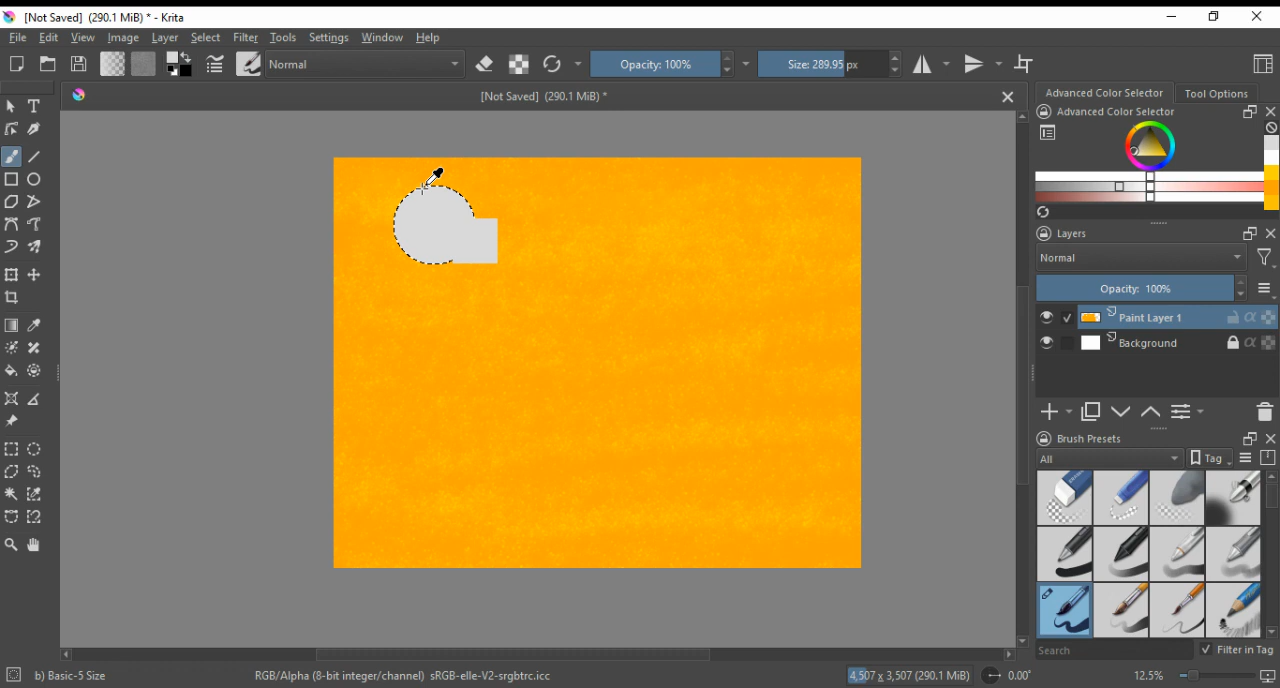 [Not Saved] (290.1 MiB) * - Krita
File Edit View Image Layer Select Filter Tools Settings Window Help
Normal Opacity: 100% Size: 289.95 px
[Not Saved] (290.1 MiB) *
Advanced Color Selector Tool Options
Advanced Color Selector
Layers
Normal
Opacity: 100%
Paint Layer 1
Background
Brush Presets
All Tag
Search Filter in Tag
b) Basic-5 Size RGB/Alpha (8-bit integer/channel) sRGB-elle-V2-srgbtrc.icc 4,507 x 3,507 (290.1 MiB) 0.00° 12.5%